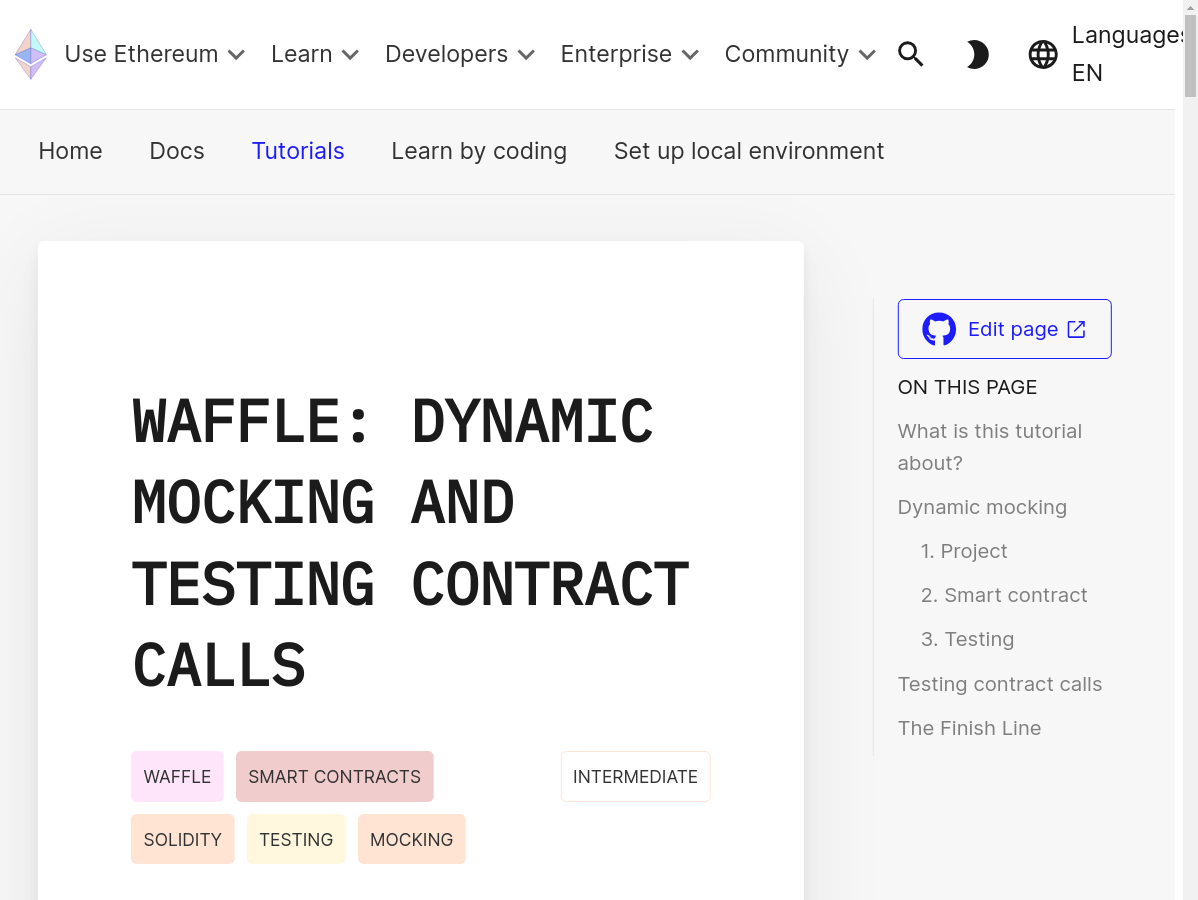 Use Ethereum
Learn
Developers
Enterprise
Community
Languages
EN
Home
Docs
Tutorials
Learn by coding
Set up local environment
WAFFLE: DYNAMIC
MOCKING AND
TESTING CONTRACT
CALLS
WAFFLE
SMART CONTRACTS
INTERMEDIATE
SOLIDITY
TESTING
MOCKING
Edit page
ON THIS PAGE
What is this tutorial
about?
Dynamic mocking
1. Project
2. Smart contract
3. Testing
Testing contract calls
The Finish Line